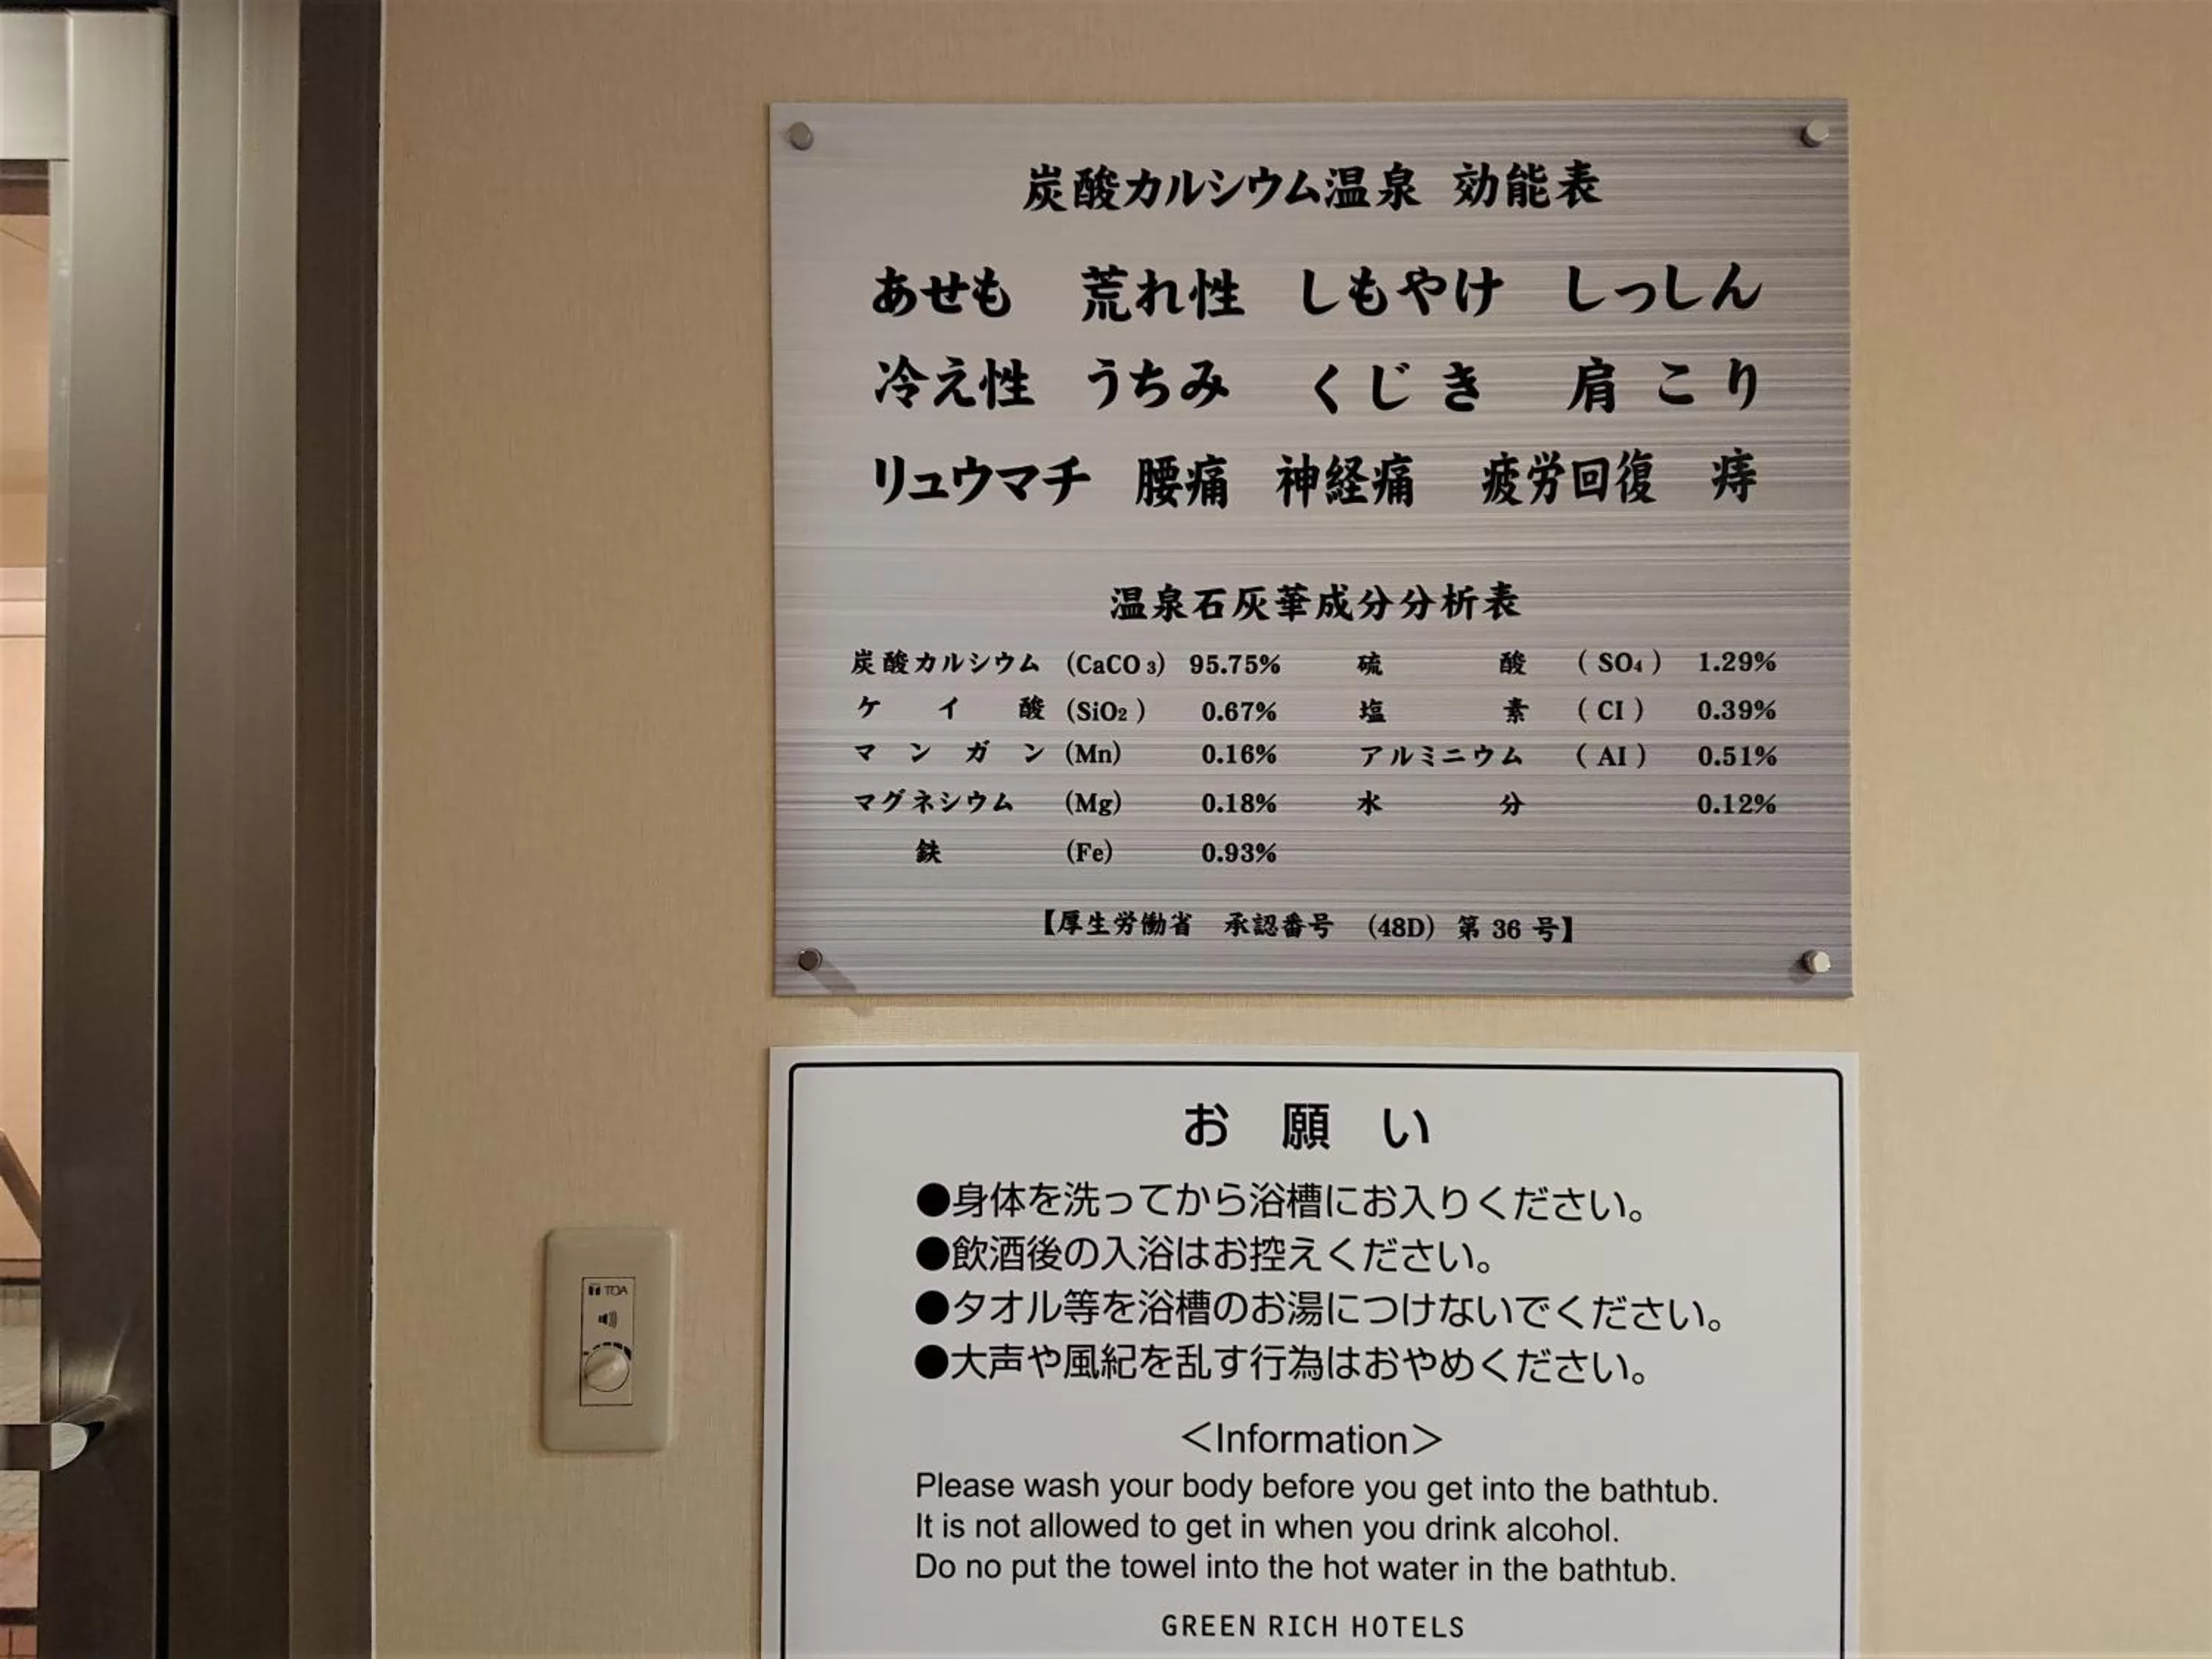 炭酸カルシウム温泉 効能表
あせも 荒れ性 しもやけ しっしん
冷え性 うちみ くじき 肩こり
リュウマチ 腰痛 神経痛 疲労回復 痔
温泉石灰華成分分析表
炭酸カルシウム (CaCO3) 95.75% 硫酸 (SO4) 1.29%
ケイ酸 (SiO2) 0.67% 塩素 (Cl) 0.39%
マンガン (Mn) 0.16% アルミニウム (Al) 0.51%
マグネシウム (Mg) 0.18% 水分 0.12%
鉄 (Fe) 0.93%
【厚生労働省 承認番号 (48D) 第36号】
お願い
●身体を洗ってから浴槽にお入りください。
●飲酒後の入浴はお控えください。
●タオル等を浴槽のお湯につけないでください。
●大声や風紀を乱す行為はおやめください。
<Information>
Please wash your body before you get into the bathtub.
It is not allowed to get in when you drink alcohol.
Do no put the towel into the hot water in the bathtub.
GREEN RICH HOTELS
TOA